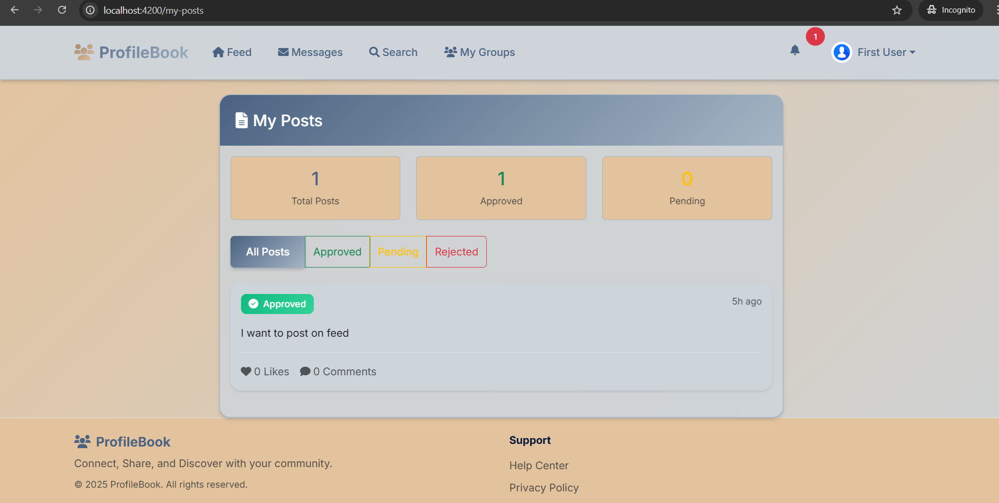 localhost:4200/my-posts
Incognito
ProfileBook
Feed
Messages
Search
My Groups
1
First User
My Posts
1
Total Posts
1
Approved
0
Pending
All Posts
Approved
Pending
Rejected
Approved
5h ago
I want to post on feed
0 Likes
0 Comments
ProfileBook
Connect, Share, and Discover with your community.
© 2025 ProfileBook. All rights reserved.
Support
Help Center
Privacy Policy